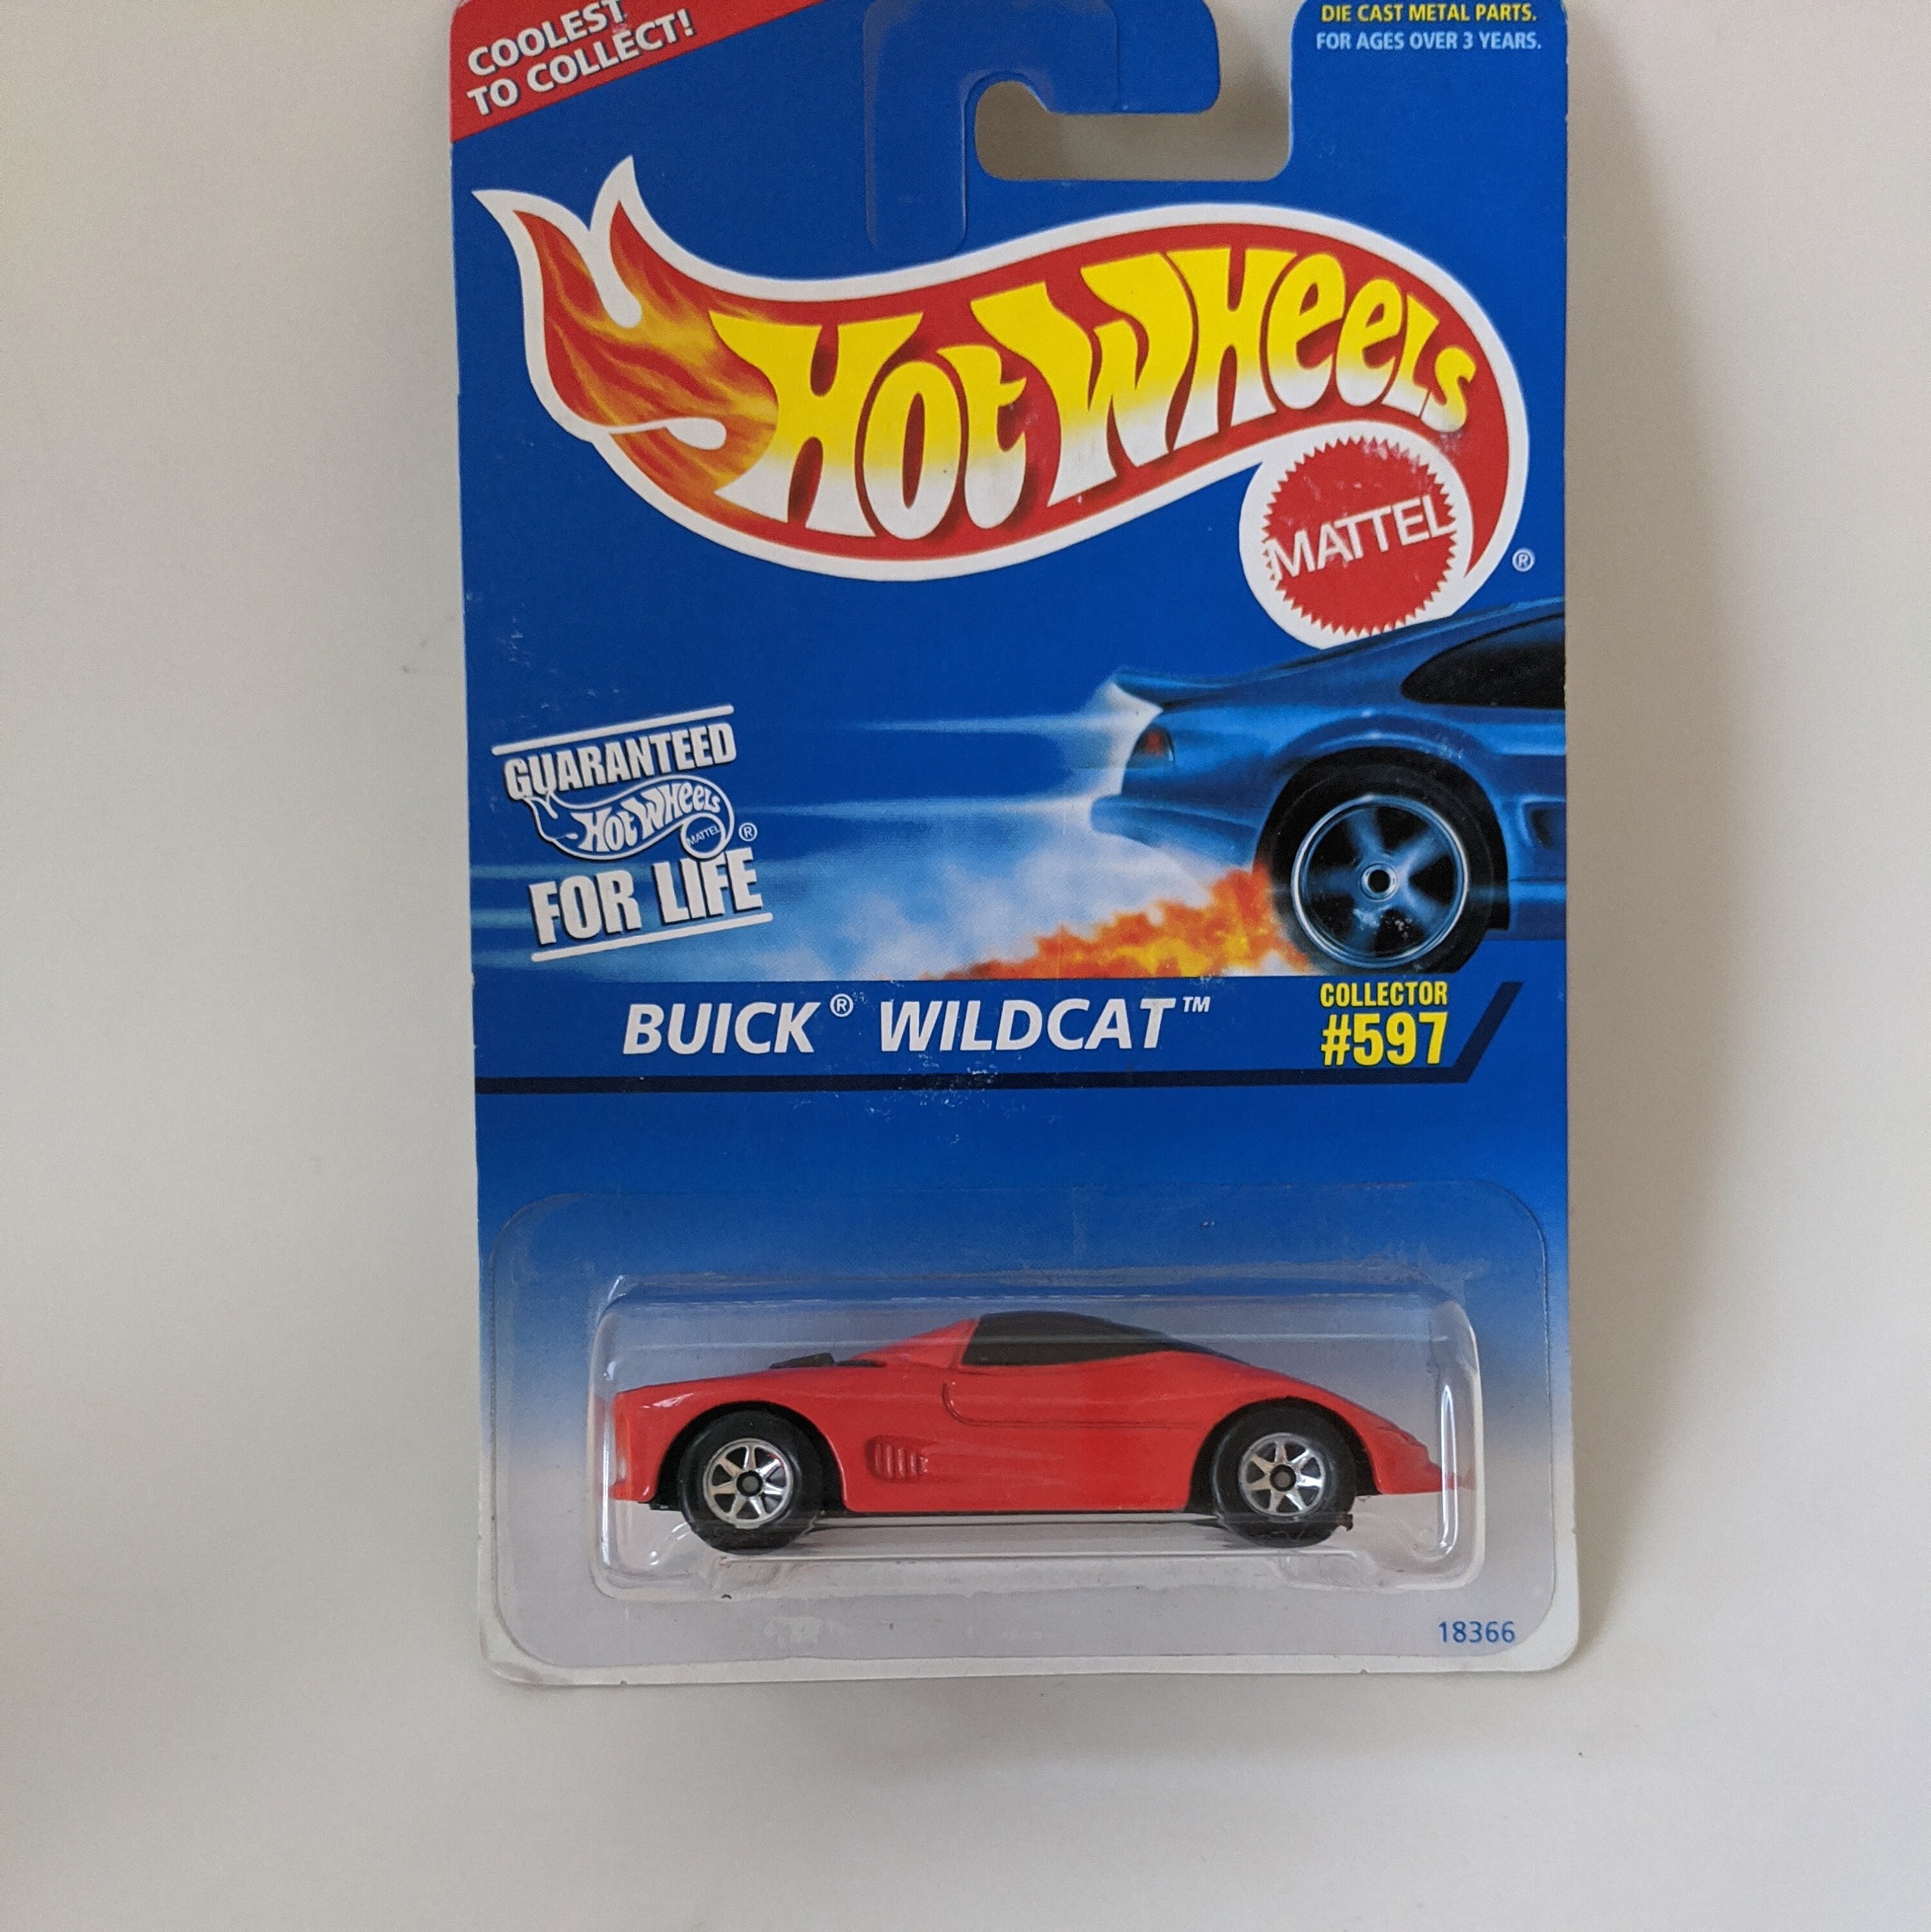 COOLEST
TO COLLECT!
DIE CAST METAL PARTS.
FOR AGES OVER 3 YEARS.
HOT WHEELS
MATTEL
®
GUARANTEED
HOT WHEELS
MATTEL ®
FOR LIFE
BUICK® WILDCAT™
COLLECTOR
#597
18366